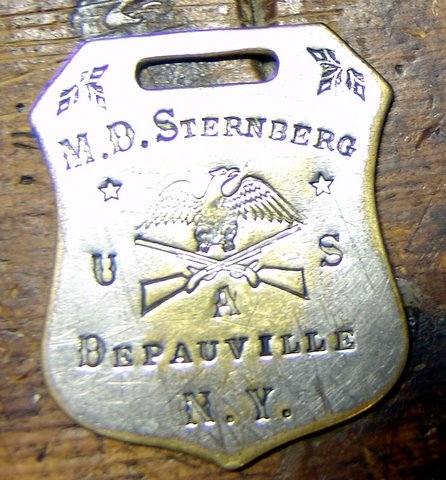 M.D. STERNBERG
U S
A
DEPAUVILLE
N.Y.